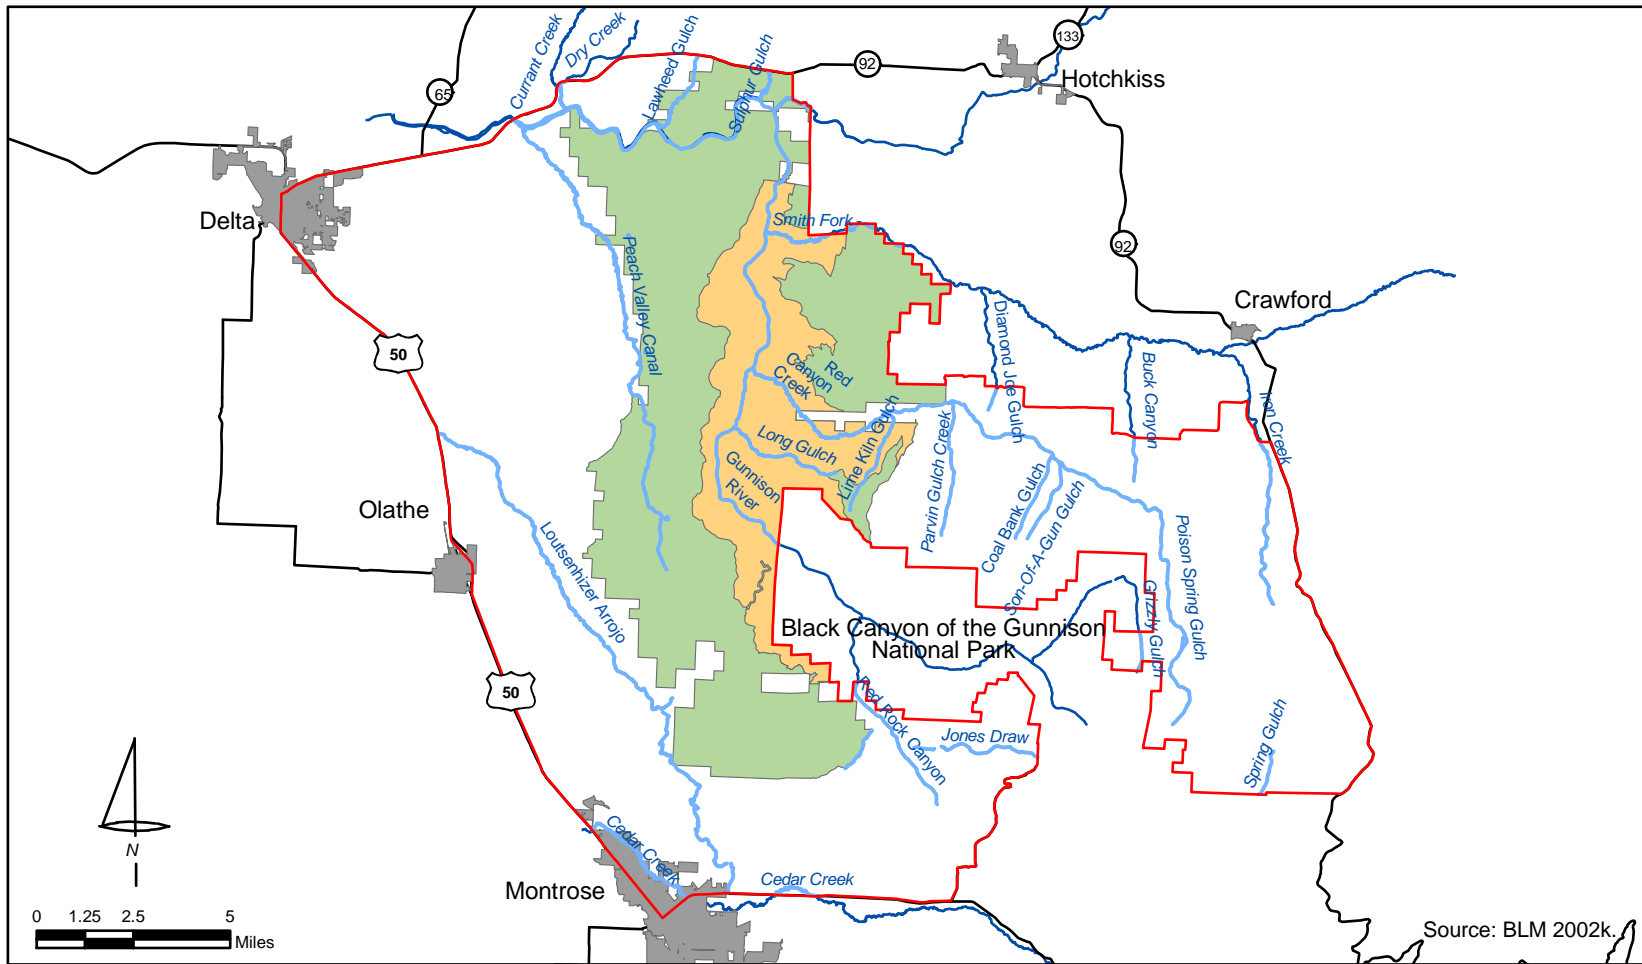 133
92
Hotchkiss
65
Currant Creek
Dry Creek
Lawheed Gulch
Sulphur Gulch
Delta
Smith Fork
92
Peach Valley Canal
Crawford
50
Diamond Joe Gulch
Buck Canyon
Iron Creek
Red
Canyon
Creek
Long Gulch
Lime Kiln Gulch
Parvin Gulch Creek
Gunnison
River
Coal Bank Gulch
Son-Of-A-Gun Gulch
Poison Spring Gulch
Grizzly Gulch
Olathe
Loutsenhizer Arrojo
Black Canyon of the Gunnison
National Park
50
Red Rock Canyon
Jones Draw
Spring Gulch
N
Cedar Creek
Montrose
Cedar Creek
0 1.25 2.5 5
Miles
Source: BLM 2002k.